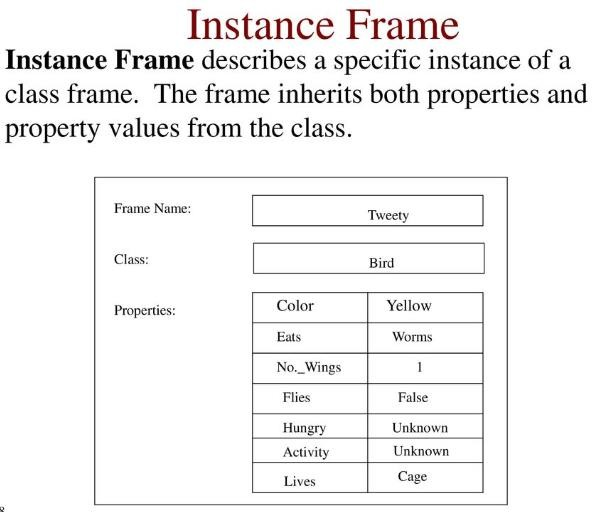 Instance Frame
Instance Frame describes a specific instance of a
class frame. The frame inherits both properties and
property values from the class.
Frame Name: Tweety
Class: Bird
Properties: Color Yellow
Eats Worms
No._Wings 1
Flies False
Hungry Unknown
Activity Unknown
Lives Cage